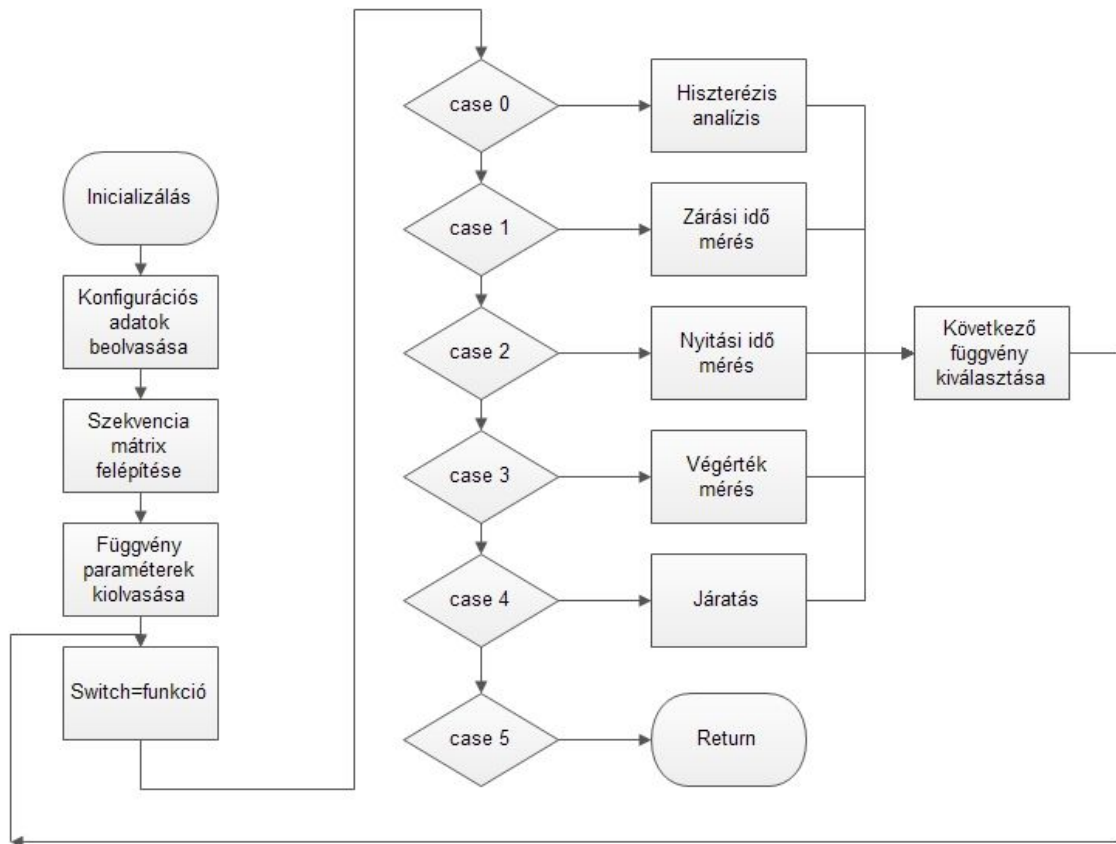 Inicializálás
Konfigurációs
adatok
beolvasása
Szekvencia
mátrix
felépítése
Függvény
paraméterek
kiolvasása
Switch=funkció
case 0
Hiszterézis
analízis
case 1
Zárási idő
mérés
case 2
Nyitási idő
mérés
case 3
Végérték
mérés
case 4
Járatás
case 5
Return
Következő
függvény
kiválasztása